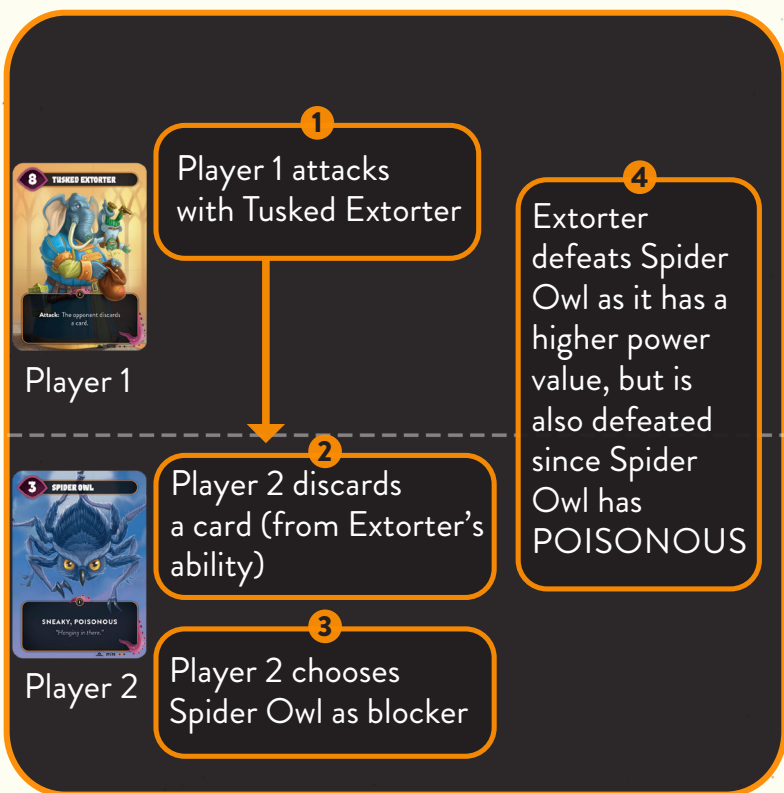 1
Player 1 attacks
with Tusked Extorter
8
TUSKED EXTORTER
Attack: The opponent discards
a card.
Player 1
2
Player 2 discards
a card (from Extorter's
ability)
3
SPIDER OWL
SNEAKY, POISONOUS
"Hanging in there."
Player 2
3
Player 2 chooses
Spider Owl as blocker
4
Extorter
defeats Spider
Owl as it has a
higher power
value, but is
also defeated
since Spider
Owl has
POISONOUS